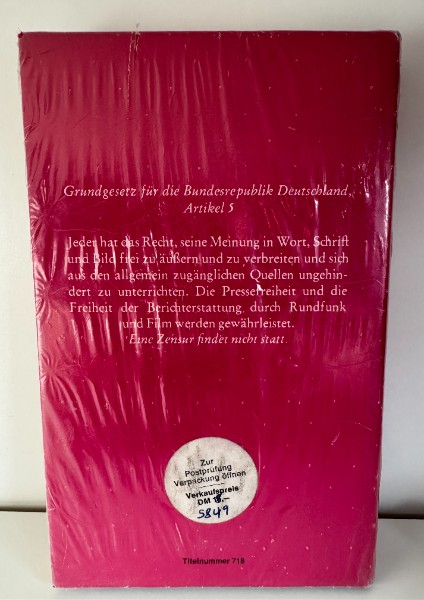 Grundgesetz für die Bundesrepublik Deutschland,
Artikel 5
Jeder hat das Recht, seine Meinung in Wort, Schrift
und Bild frei zu äußern und zu verbreiten und sich
aus den allgemein zugänglichen Quellen ungehin-
dert zu unterrichten. Die Pressefreiheit und die
Freiheit der Berichterstattung durch Rundfunk
und Film werden gewährleistet.
Eine Zensur findet nicht statt.
Zur
Postprüfung
Verpackung öffnen
Verkaufspreis
DM
5849
Titelnummer 718